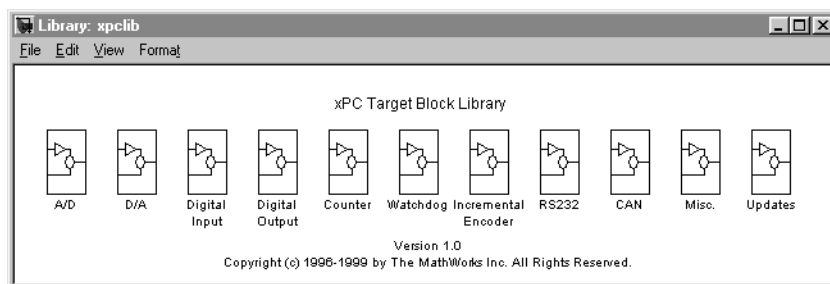 Library: xpclib
File Edit View Format
xPC Target Block Library
A/D D/A Digital Input Digital Output Counter Watchdog Incremental Encoder RS232 CAN Misc. Updates
Version 1.0
Copyright (c) 1996-1999 by The MathWorks Inc. All Rights Reserved.